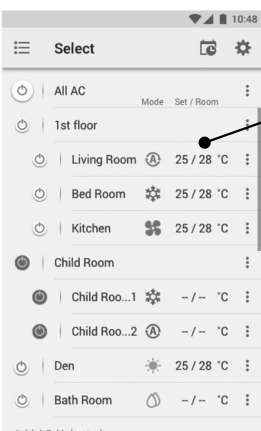 10:48
Select
All AC
Mode Set / Room
1st floor
Living Room A 25 / 28 °C
Bed Room 25 / 28 °C
Kitchen 25 / 28 °C
Child Room
Child Roo...1 -- / -- °C
Child Roo...2 A -- / -- °C
Den 25 / 28 °C
Bath Room -- / -- °C